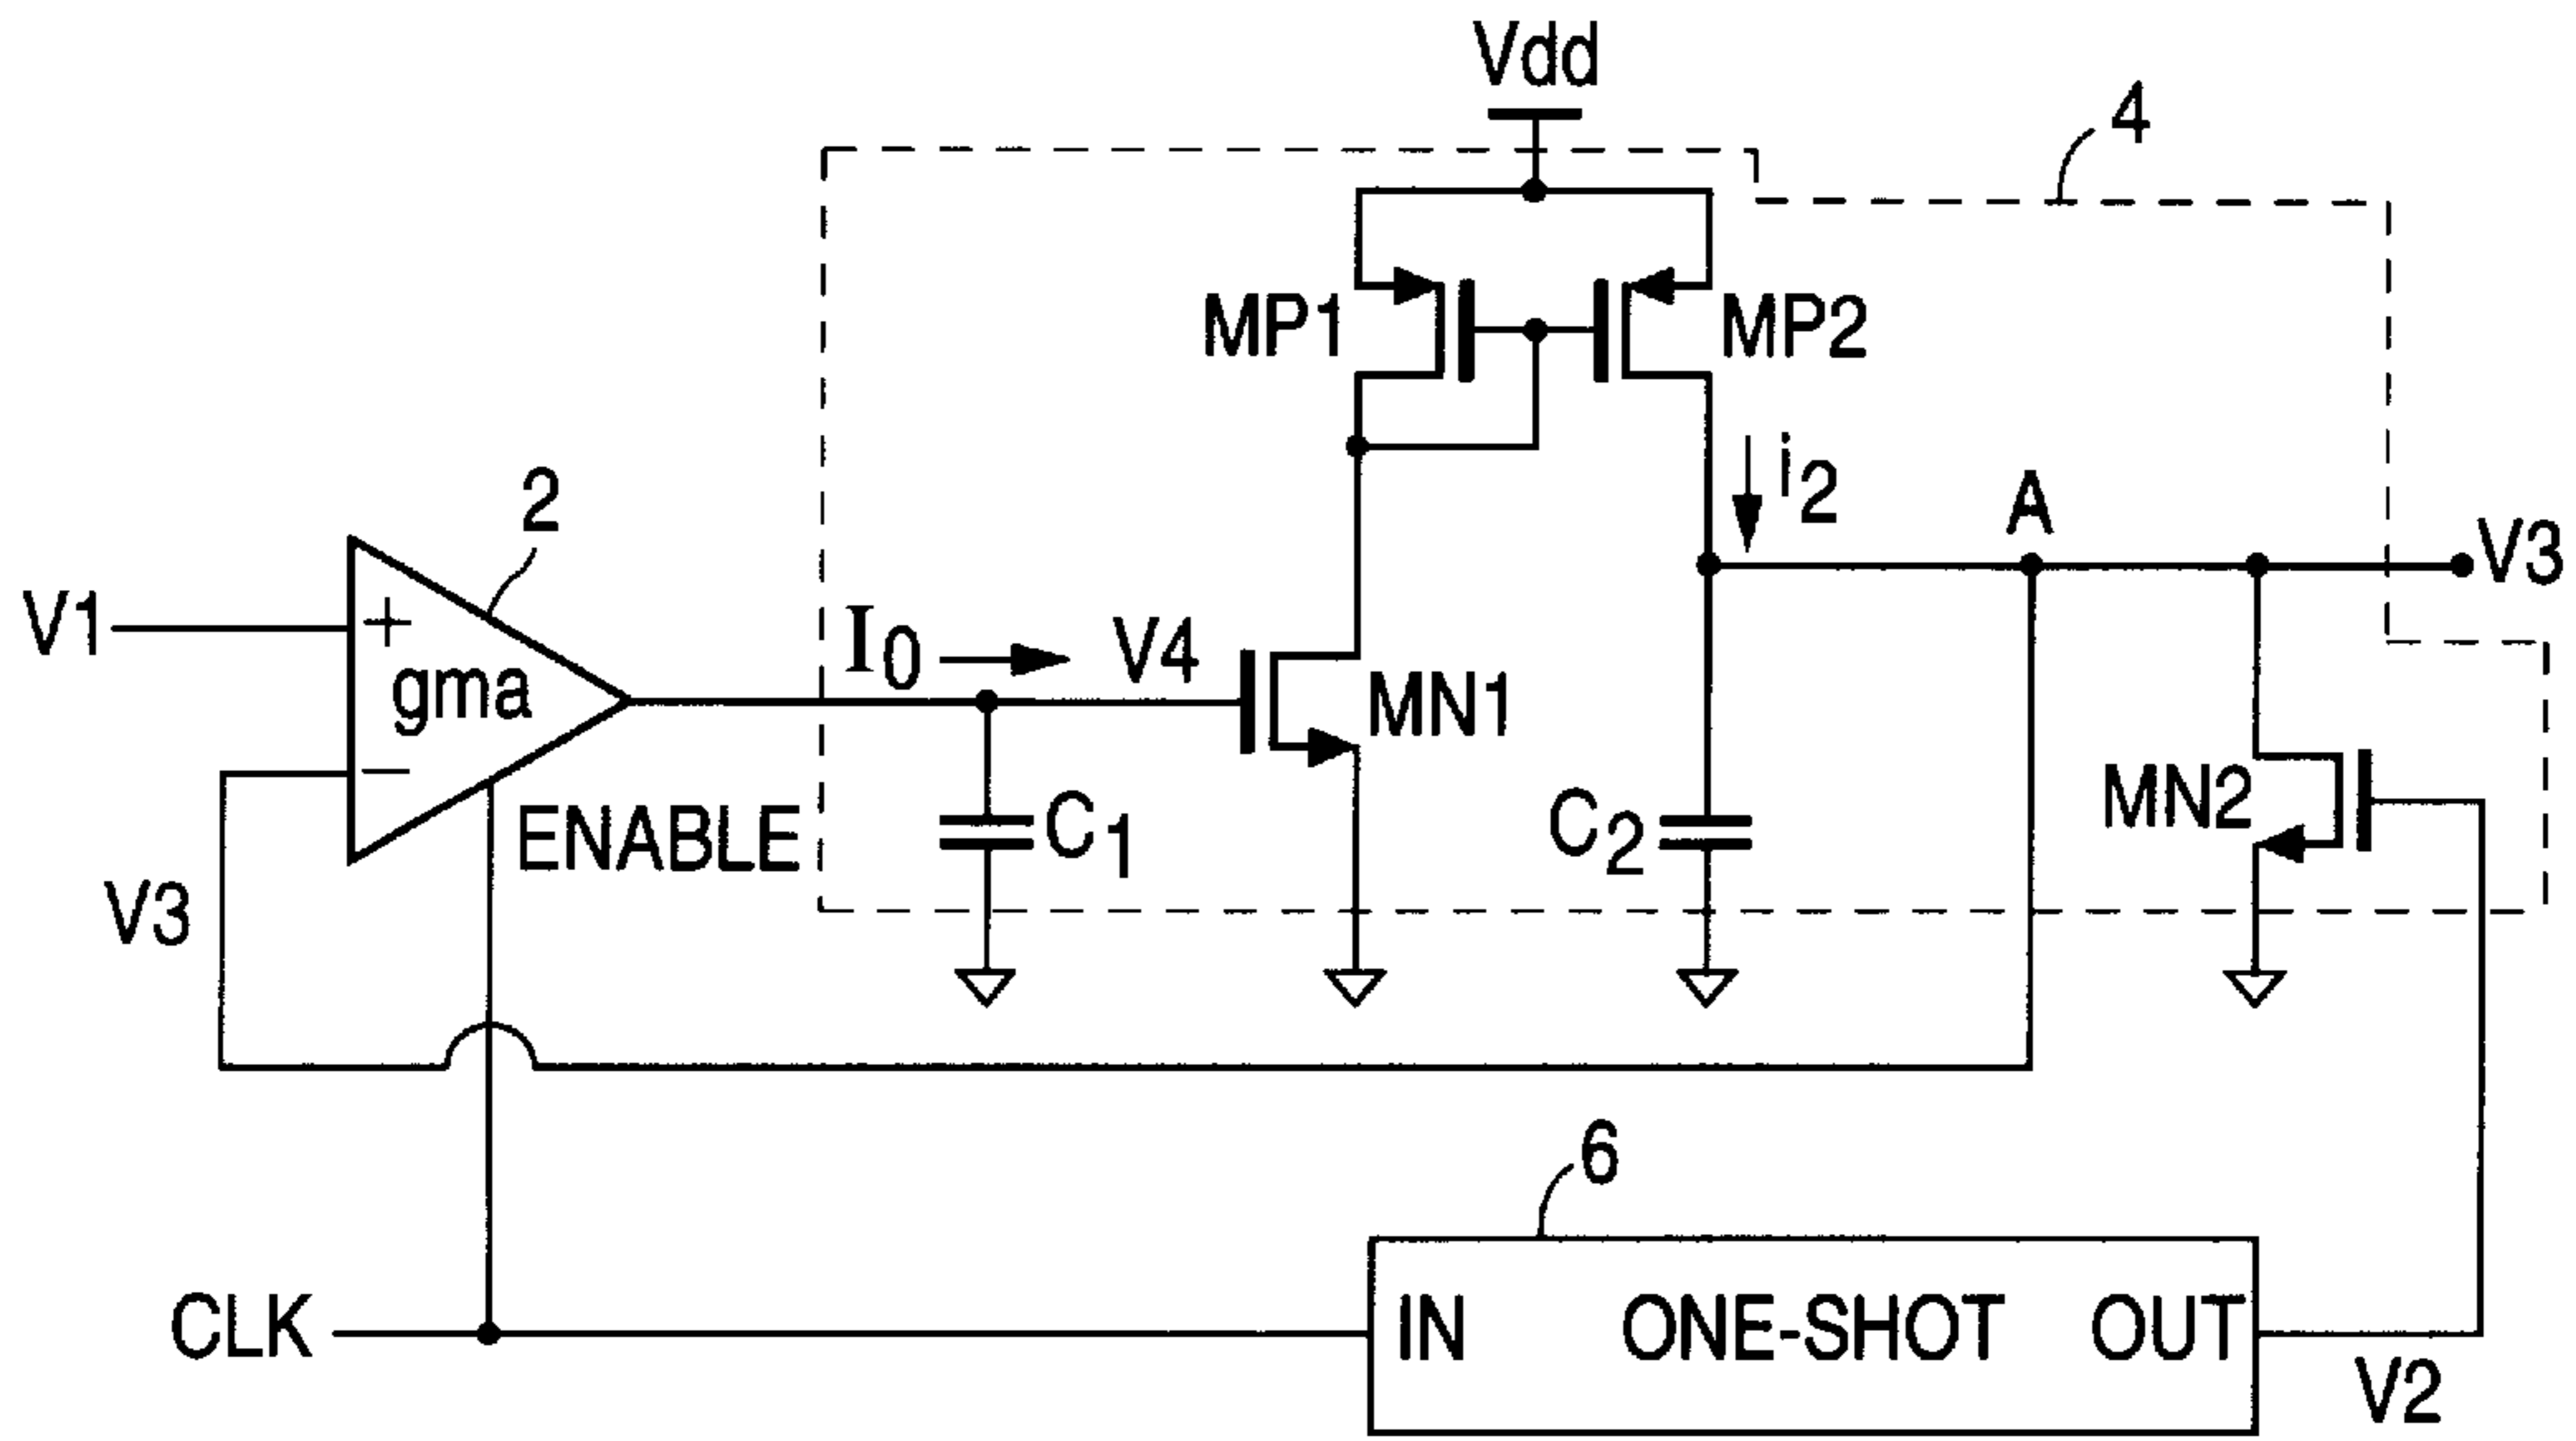 Vdd
4
MP1
MP2
i2
2
A
V3
V1
+
gma
−
I0
V4
MN1
ENABLE
C1
C2
MN2
V3
6
CLK
IN ONE-SHOT OUT
V2